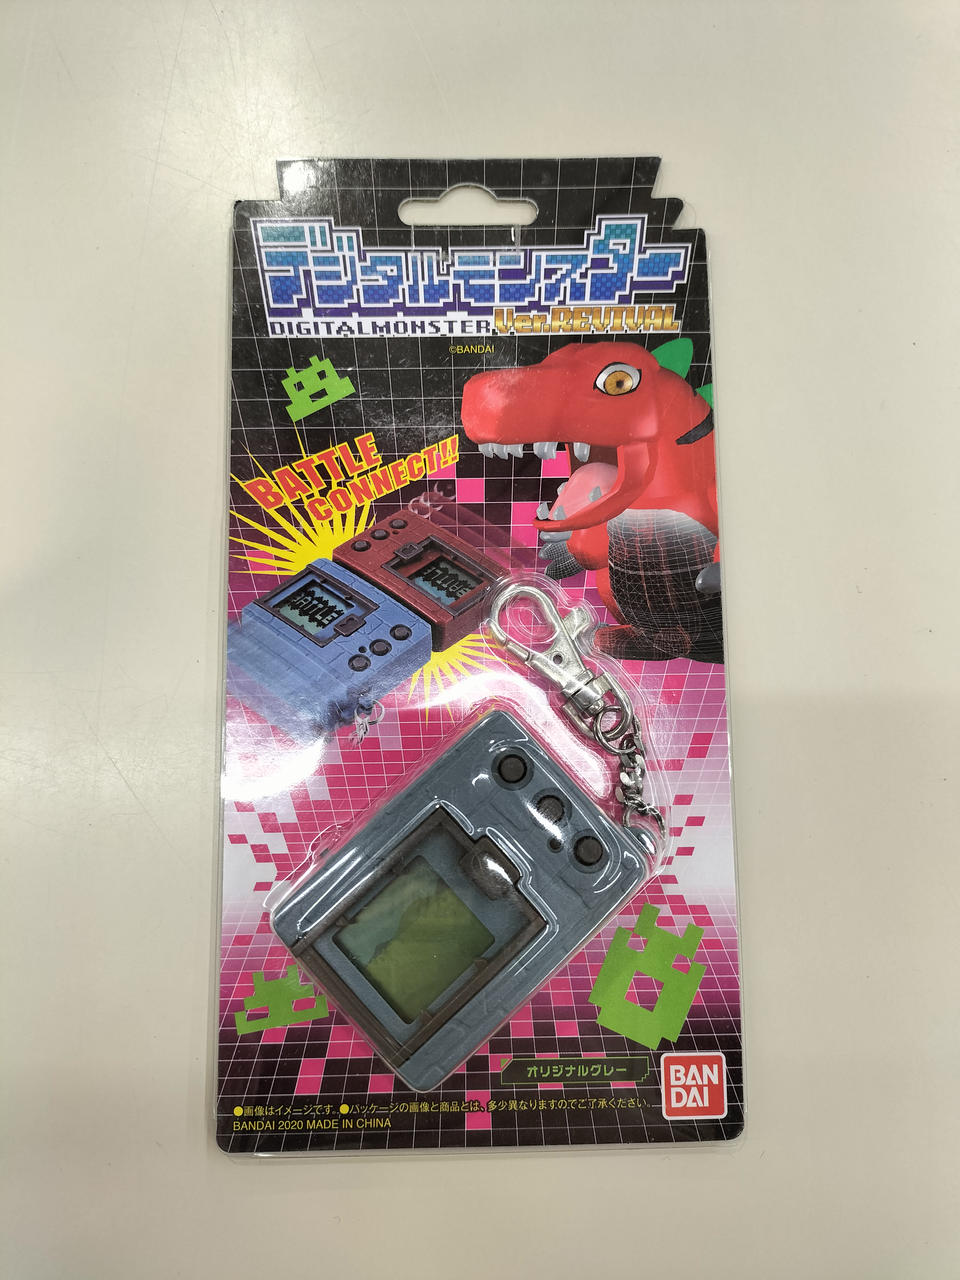 デジタルモンスター
DIGITALMONSTER Ver.REVIVAL
©BANDAI
BATTLE
CONNECT!!
BATTLE
オリジナルグレー
BAN
DAI
●画像はイメージです。●パッケージの画像と商品とは、多少異なりますのでご了承ください。
BANDAI 2020 MADE IN CHINA